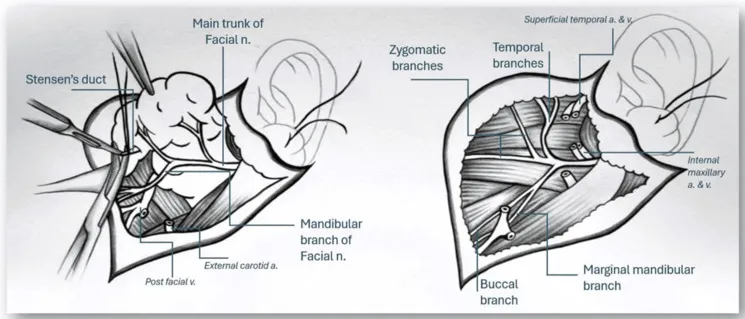 Main trunk of
Facial n.
Stensen's duct
Mandibular
branch of
Facial n.
External carotid a.
Post facial v.
Superficial temporal a. & v.
Zygomatic
branches
Temporal
branches
Internal
maxillary
a. & v.
Marginal mandibular
branch
Buccal
branch